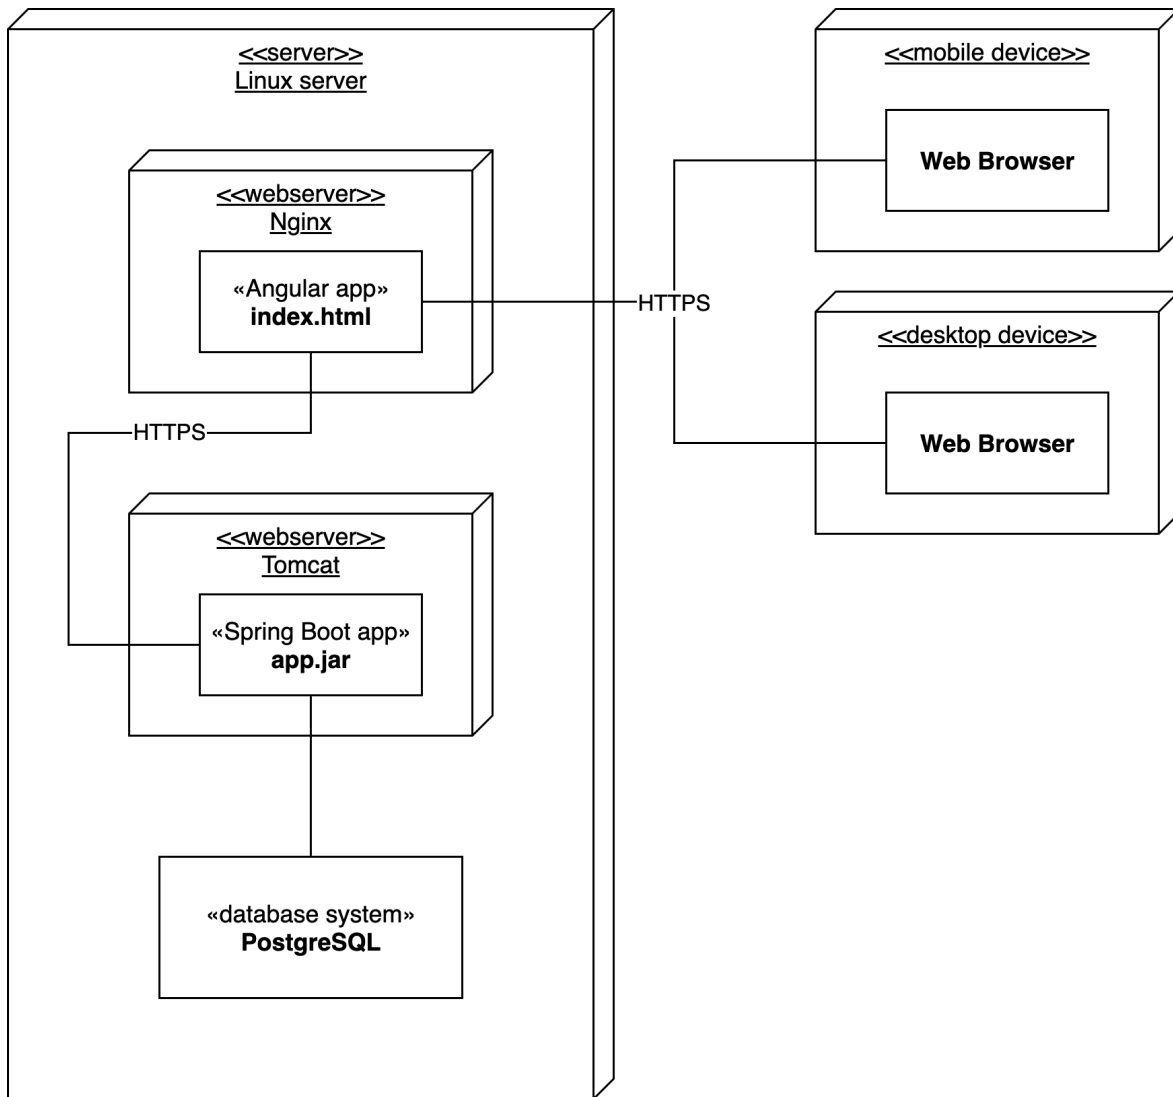 <<server>>
Linux server
<<webserver>>
Nginx
«Angular app»
index.html
HTTPS
<<webserver>>
Tomcat
«Spring Boot app»
app.jar
«database system»
PostgreSQL
HTTPS
<<mobile device>>
Web Browser
<<desktop device>>
Web Browser